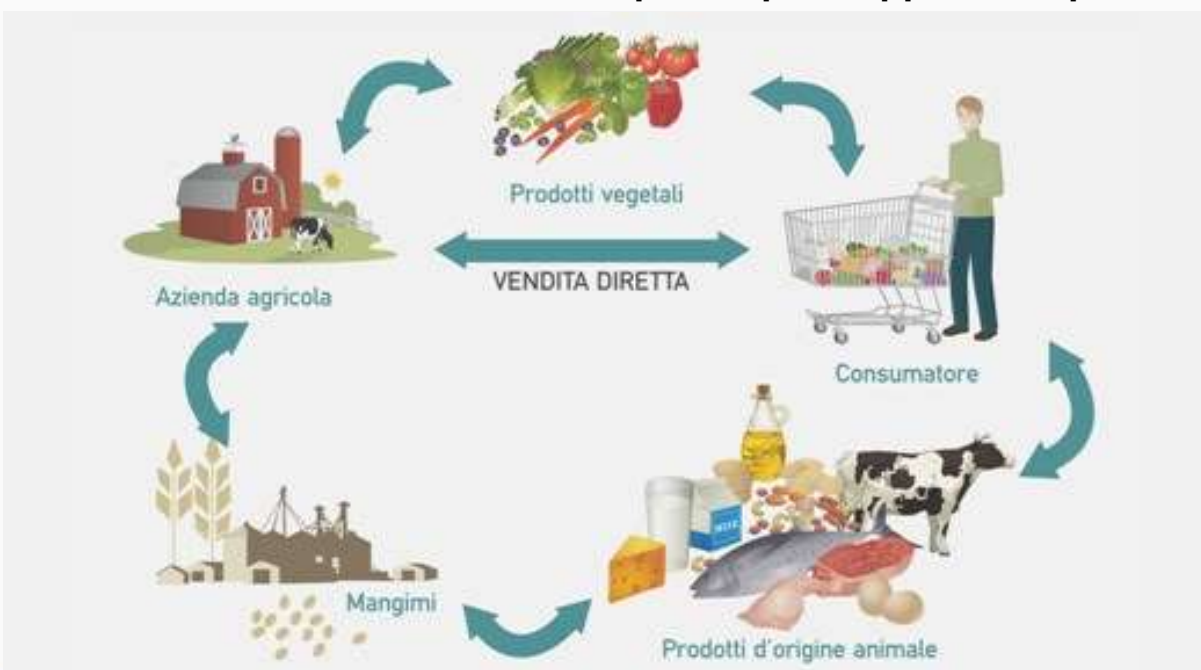 Prodotti vegetali
VENDITA DIRETTA
Azienda agricola
Consumatore
Mangimi
Prodotti d'origine animale